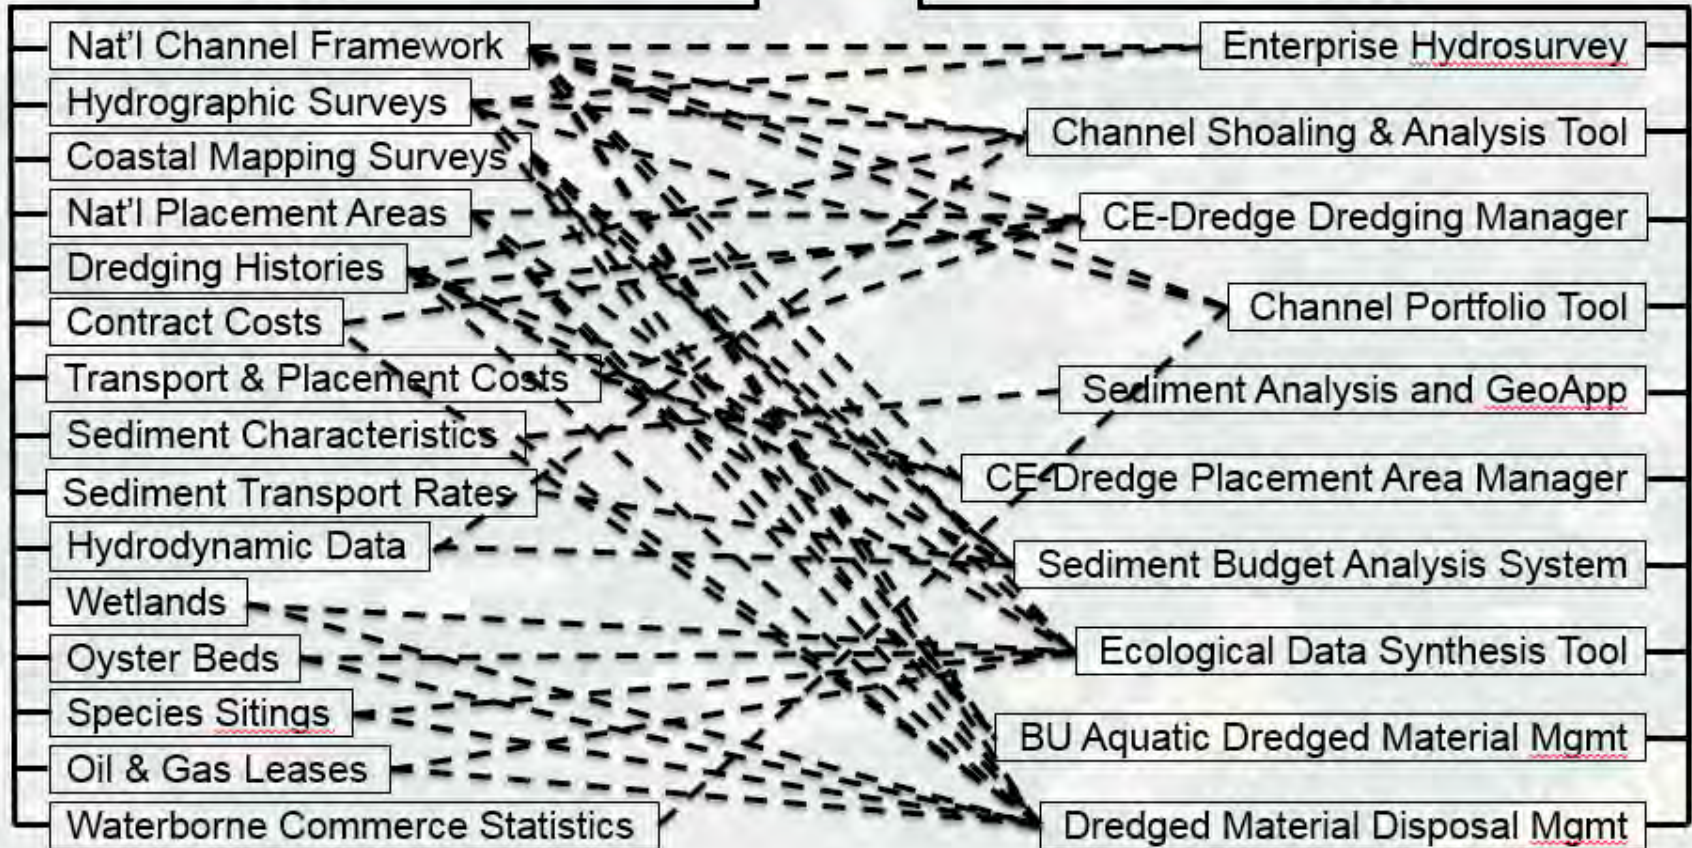 Nat'l Channel Framework
Hydrographic Surveys
Coastal Mapping Surveys
Nat'l Placement Areas
Dredging Histories
Contract Costs
Transport & Placement Costs
Sediment Characteristics
Sediment Transport Rates
Hydrodynamic Data
Wetlands
Oyster Beds
Species Sitings
Oil & Gas Leases
Waterborne Commerce Statistics
Enterprise Hydrosurvey
Channel Shoaling & Analysis Tool
CE-Dredge Dredging Manager
Channel Portfolio Tool
Sediment Analysis and GeoApp
CE-Dredge Placement Area Manager
Sediment Budget Analysis System
Ecological Data Synthesis Tool
BU Aquatic Dredged Material Mgmt
Dredged Material Disposal Mgmt